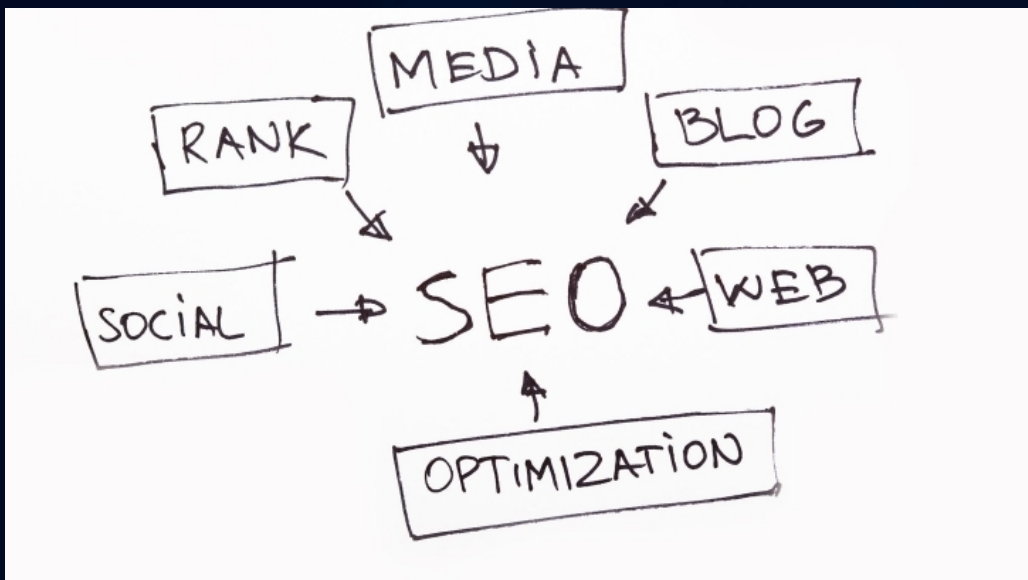 MEDIA
RANK
BLOG
SOCIAL
SEO
WEB
OPTIMIZATION